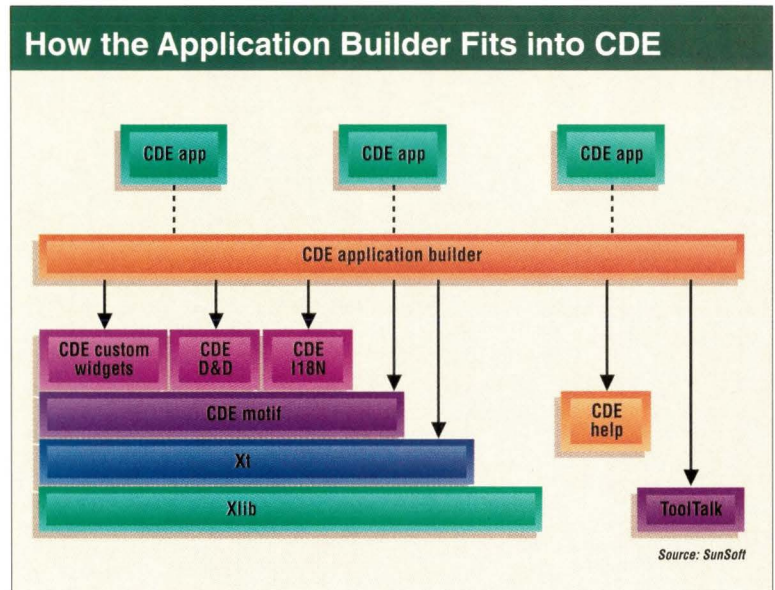 How the Application Builder Fits into CDE
CDE app
CDE app
CDE app
CDE application builder
CDE custom
widgets
CDE
D&D
CDE
I18N
CDE motif
Xt
Xlib
CDE
help
ToolTalk
Source: SunSoft